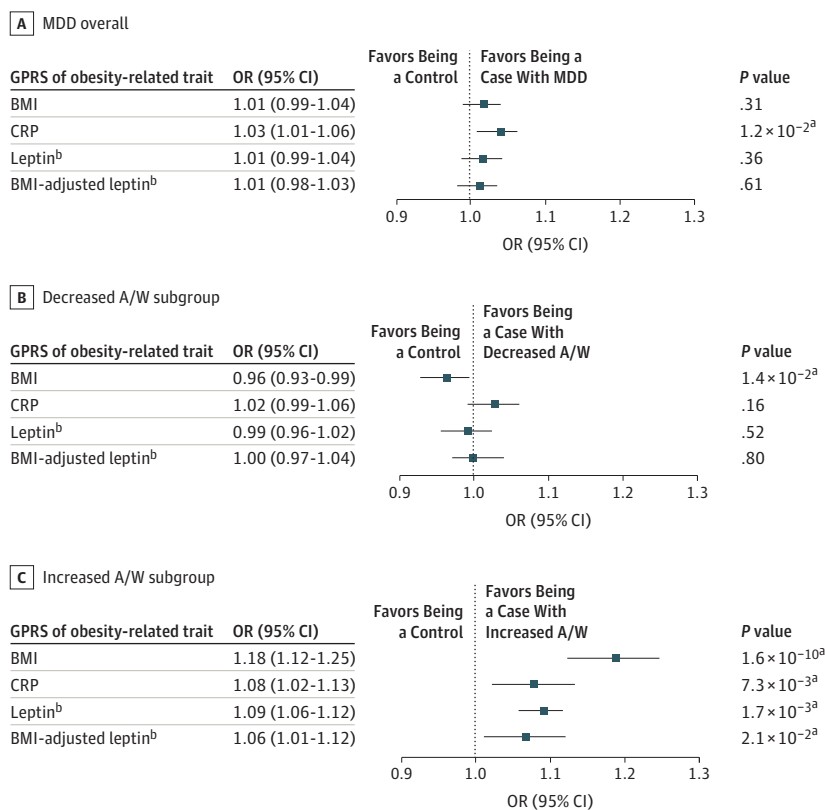 A MDD overall
Favors Being a Control
Favors Being a Case With MDD
GPRS of obesity-related trait OR (95% CI) P value
BMI 1.01 (0.99-1.04) .31
CRP 1.03 (1.01-1.06) 1.2 × 10⁻²ᵃ
Leptinᵇ 1.01 (0.99-1.04) .36
BMI-adjusted leptinᵇ 1.01 (0.98-1.03) .61
0.9 1.0 1.1 1.2 1.3
OR (95% CI)
B Decreased A/W subgroup
Favors Being a Control
Favors Being a Case With Decreased A/W
GPRS of obesity-related trait OR (95% CI) P value
BMI 0.96 (0.93-0.99) 1.4 × 10⁻²ᵃ
CRP 1.02 (0.99-1.06) .16
Leptinᵇ 0.99 (0.96-1.02) .52
BMI-adjusted leptinᵇ 1.00 (0.97-1.04) .80
0.9 1.0 1.1 1.2 1.3
OR (95% CI)
C Increased A/W subgroup
Favors Being a Control
Favors Being a Case With Increased A/W
GPRS of obesity-related trait OR (95% CI) P value
BMI 1.18 (1.12-1.25) 1.6 × 10⁻¹⁰ᵃ
CRP 1.08 (1.02-1.13) 7.3 × 10⁻³ᵃ
Leptinᵇ 1.09 (1.06-1.12) 1.7 × 10⁻³ᵃ
BMI-adjusted leptinᵇ 1.06 (1.01-1.12) 2.1 × 10⁻²ᵃ
0.9 1.0 1.1 1.2 1.3
OR (95% CI)